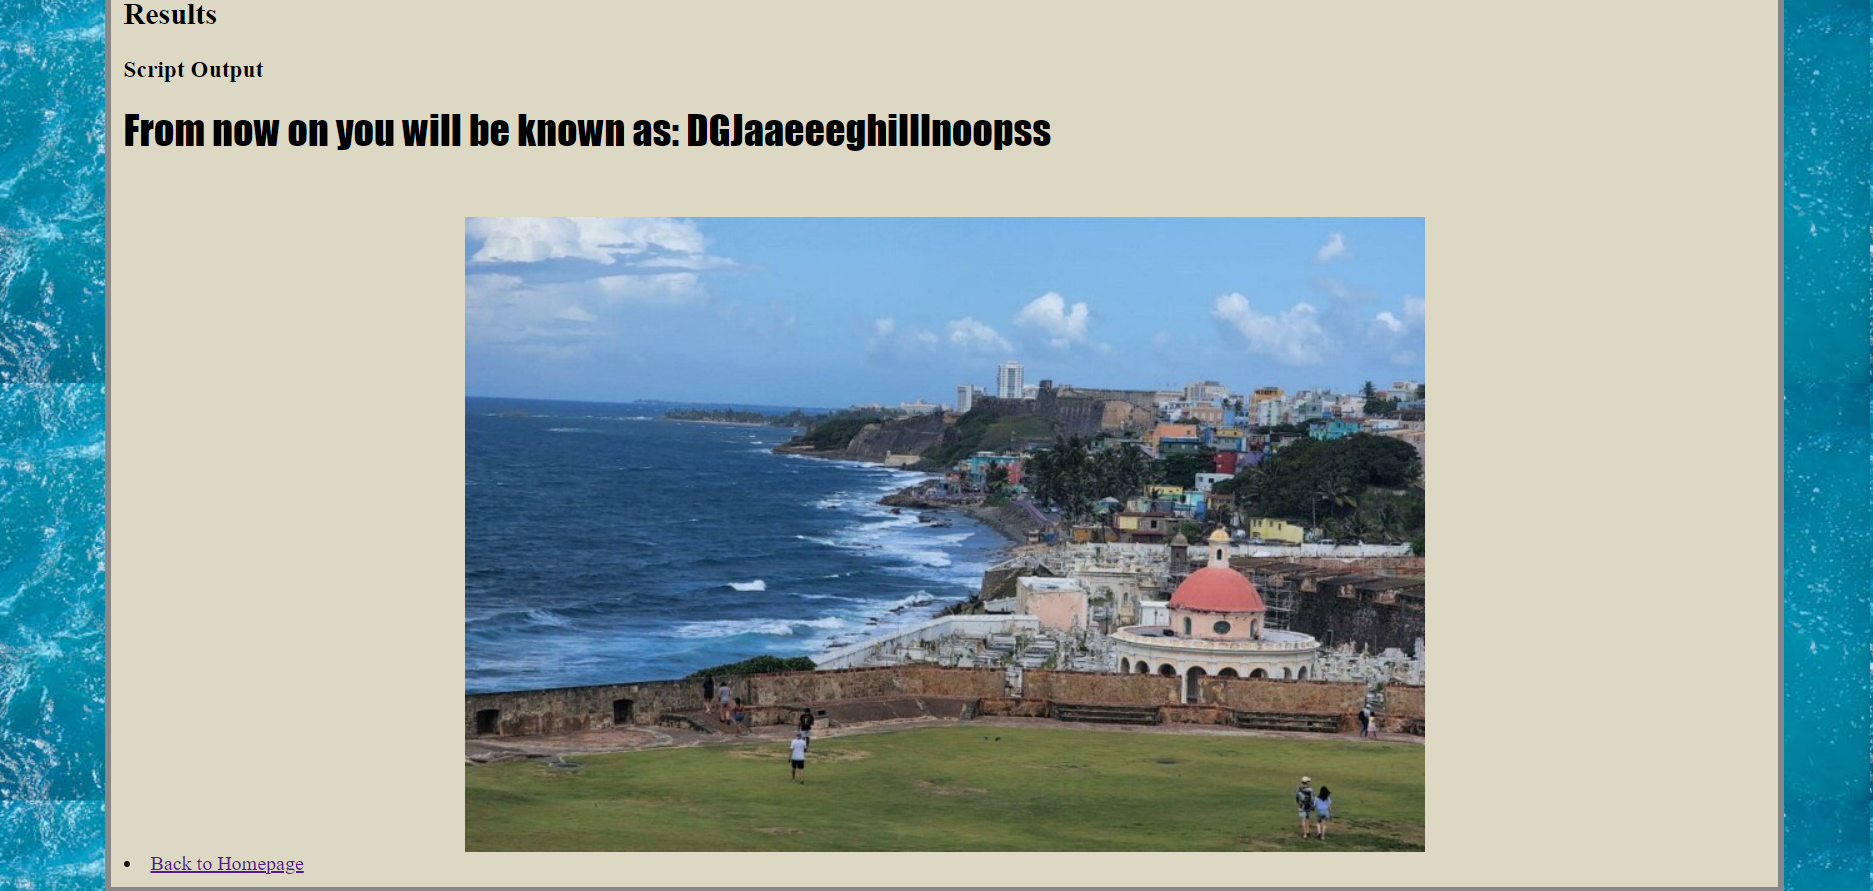 Results
Script Output
From now on you will be known as: DGJaaeeeghilllnoopss
Back to Homepage